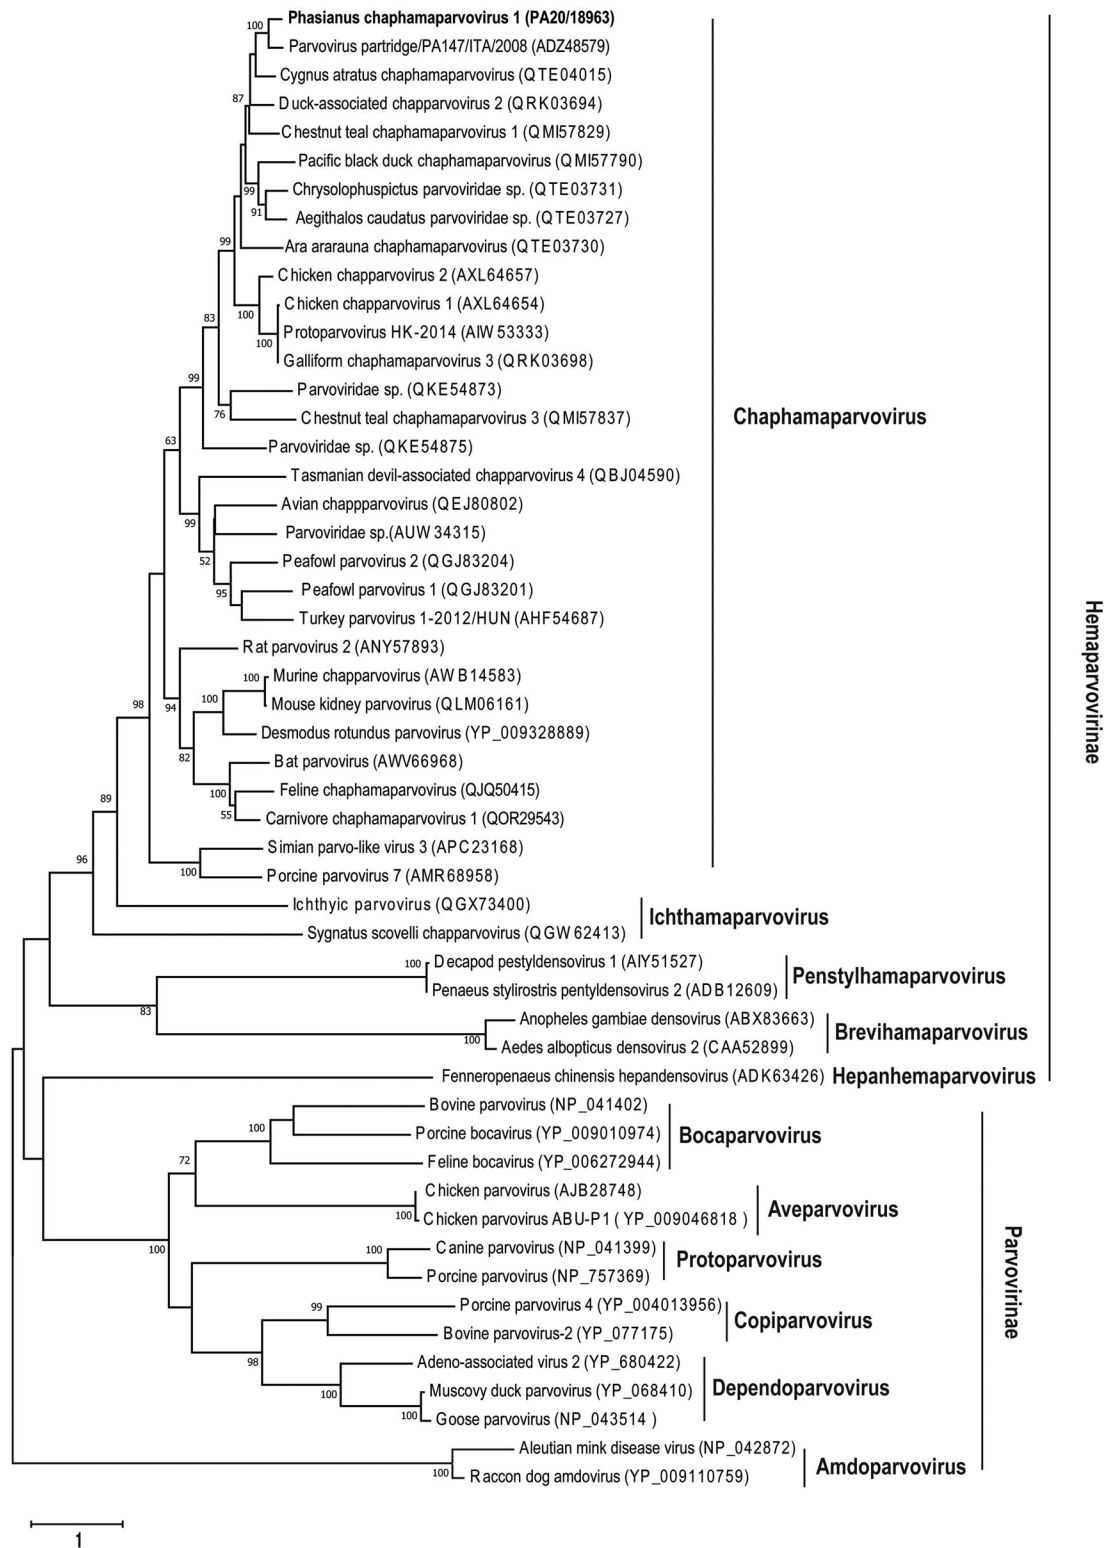 100
Phasianus chaphamaparvovirus 1 (PA20/18963)
Parvovirus partridge/PA147/ITA/2008 (ADZ48579)
Cygnus atratus chaphamaparvovirus (QTE04015)
87
Duck-associated chapparvovirus 2 (QRK03694)
Chestnut teal chaphamaparvovirus 1 (QMI57829)
Pacific black duck chaphamaparvovirus (QMI57790)
99
Chrysolophuspictus parvoviridae sp. (QTE03731)
91
Aegithalos caudatus parvoviridae sp. (QTE03727)
99
Ara ararauna chaphamaparvovirus (QTE03730)
Chicken chapparvovirus 2 (AXL64657)
100
Chicken chapparvovirus 1 (AXL64654)
83
Protoparvovirus HK-2014 (AIW53333)
100
Galliform chaphamaparvovirus 3 (QRK03698)
99
Parvoviridae sp. (QKE54873)
76
Chestnut teal chaphamaparvovirus 3 (QMI57837)
Chaphamaparvovirus
63
Parvoviridae sp. (QKE54875)
Tasmanian devil-associated chapparvovirus 4 (QBJ04590)
Avian chappparvovirus (QEJ80802)
99
Parvoviridae sp.(AUW34315)
52
Peafowl parvovirus 2 (QGJ83204)
95
Peafowl parvovirus 1 (QGJ83201)
Turkey parvovirus 1-2012/HUN (AHF54687)
Rat parvovirus 2 (ANY57893)
100
Murine chapparvovirus (AWB14583)
98
94
100
Mouse kidney parvovirus (QLM06161)
Desmodus rotundus parvovirus (YP_009328889)
82
Bat parvovirus (AWV66968)
100
Feline chaphamaparvovirus (QJQ50415)
89
55
Carnivore chaphamaparvovirus 1 (QOR29543)
Simian parvo-like virus 3 (APC23168)
96
100
Porcine parvovirus 7 (AMR68958)
Hemaparvovirinae
Ichthyic parvovirus (QGX73400)
Ichthamaparvovirus
Sygnatus scovelli chapparvovirus (QGW62413)
100
Decapod pestyldensovirus 1 (AIY51527)
Penstylhamaparvovirus
Penaeus stylirostris pentyldensovirus 2 (ADB12609)
83
Anopheles gambiae densovirus (ABX83663)
Brevihamaparvovirus
100
Aedes albopticus densovirus 2 (CAA52899)
Fenneropenaeus chinensis hepandensovirus (ADK63426)
Hepanhemaparvovirus
Bovine parvovirus (NP_041402)
100
Porcine bocavirus (YP_009010974)
Bocaparvovirus
72
Feline bocavirus (YP_006272944)
Chicken parvovirus (AJB28748)
Aveparvovirus
100
Chicken parvovirus ABU-P1 ( YP_009046818 )
100
100
Canine parvovirus (NP_041399)
Protoparvovirus
Porcine parvovirus (NP_757369)
Parvovirinae
99
Porcine parvovirus 4 (YP_004013956)
Copiparvovirus
Bovine parvovirus-2 (YP_077175)
98
Adeno-associated virus 2 (YP_680422)
100
Muscovy duck parvovirus (YP_068410)
Dependoparvovirus
100
Goose parvovirus (NP_043514 )
Aleutian mink disease virus (NP_042872)
Amdoparvovirus
100
Raccon dog amdovirus (YP_009110759)
1